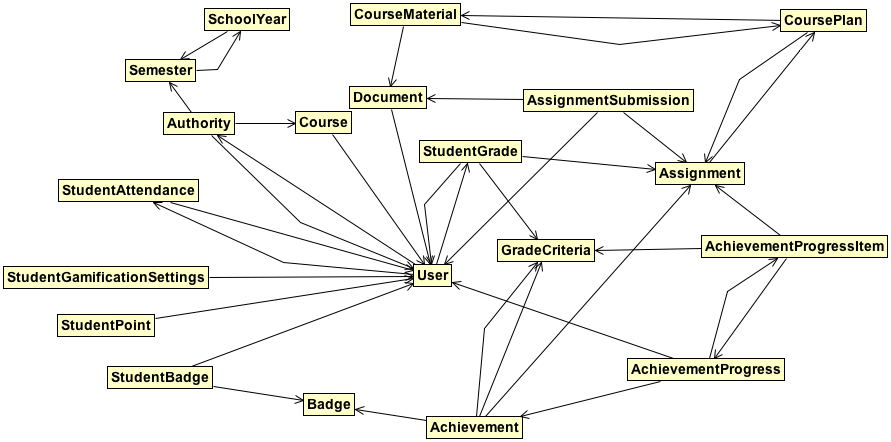 SchoolYear
CourseMaterial
CoursePlan
Semester
Document
AssignmentSubmission
Authority
Course
StudentGrade
Assignment
StudentAttendance
GradeCriteria
AchievementProgressItem
StudentGamificationSettings
User
StudentPoint
StudentBadge
AchievementProgress
Badge
Achievement